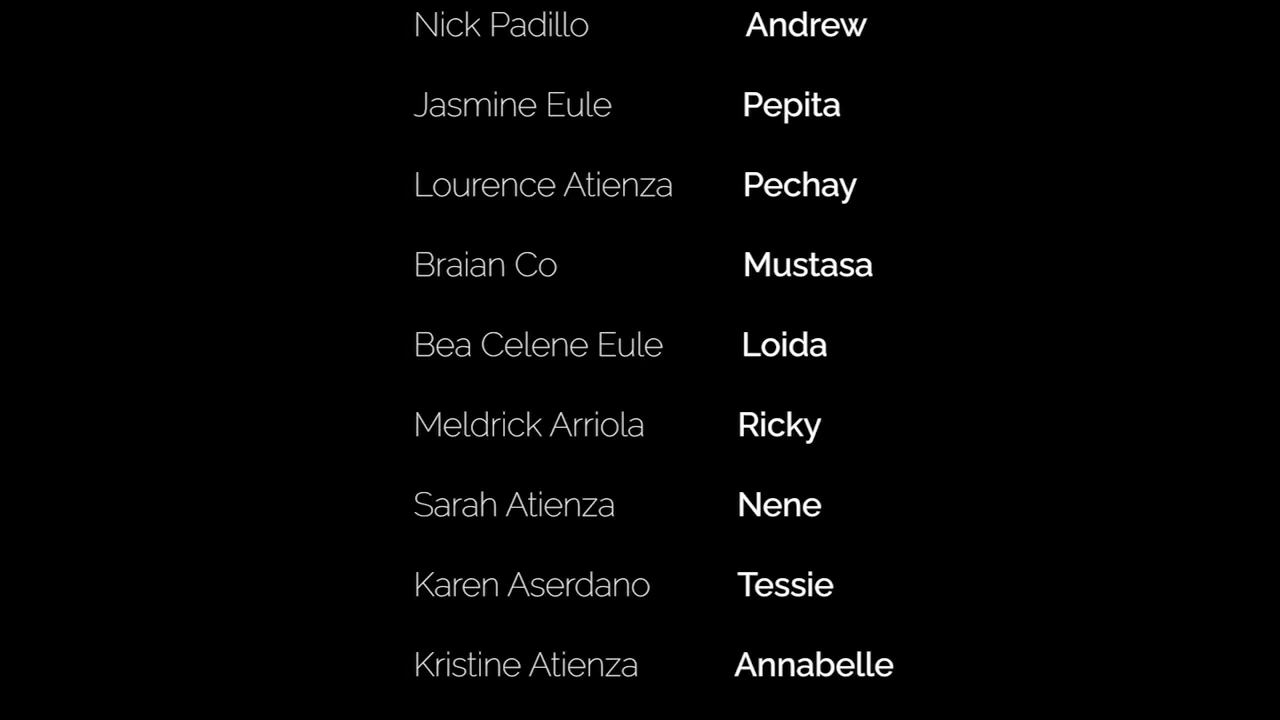 Nick Padillo Andrew
Jasmine Eule Pepita
Lourence Atienza Pechay
Braian Co Mustasa
Bea Celene Eule Loida
Meldrick Arriola Ricky
Sarah Atienza Nene
Karen Aserdano Tessie
Kristine Atienza Annabelle